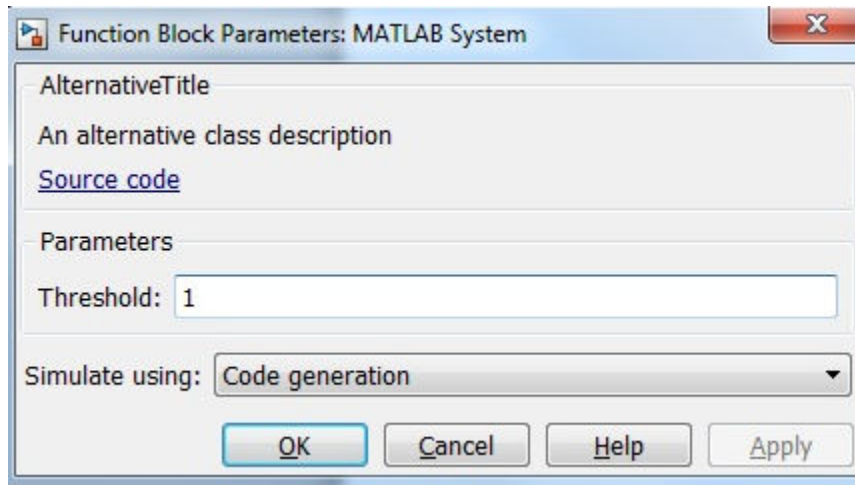 Function Block Parameters: MATLAB System
AlternativeTitle
An alternative class description
Source code
Parameters
Threshold: 1
Simulate using: Code generation
OK Cancel Help Apply